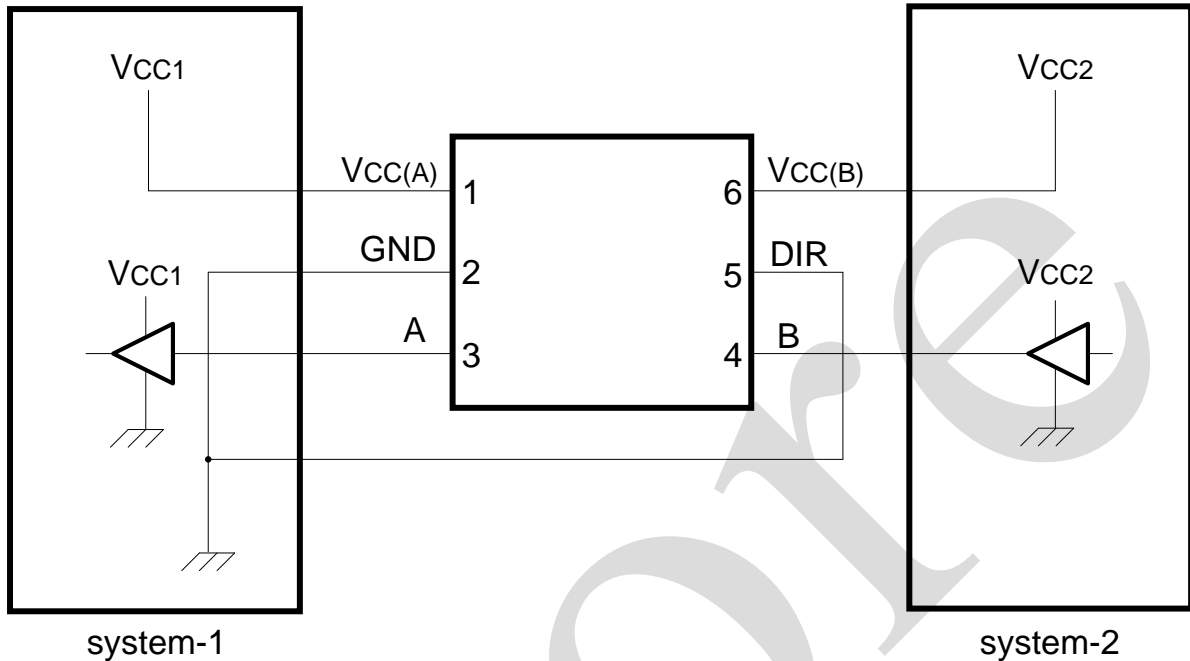 VCC1
VCC2
VCC(A)
1
6
VCC(B)
GND
2
5
DIR
VCC1
VCC2
A
3
4
B
system-1
system-2